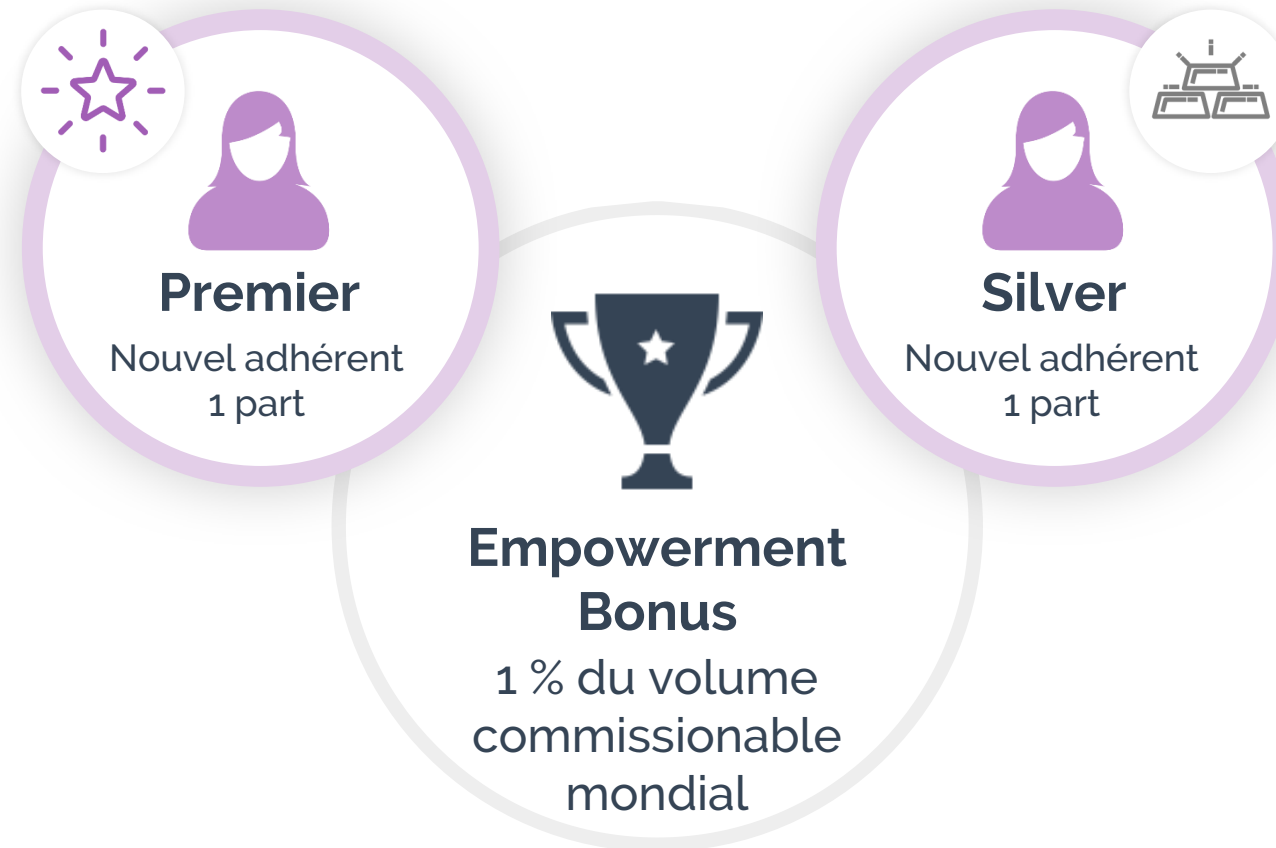 Premier
Nouvel adhérent
1 part
Silver
Nouvel adhérent
1 part
Empowerment
Bonus
1 % du volume
commissionable
mondial